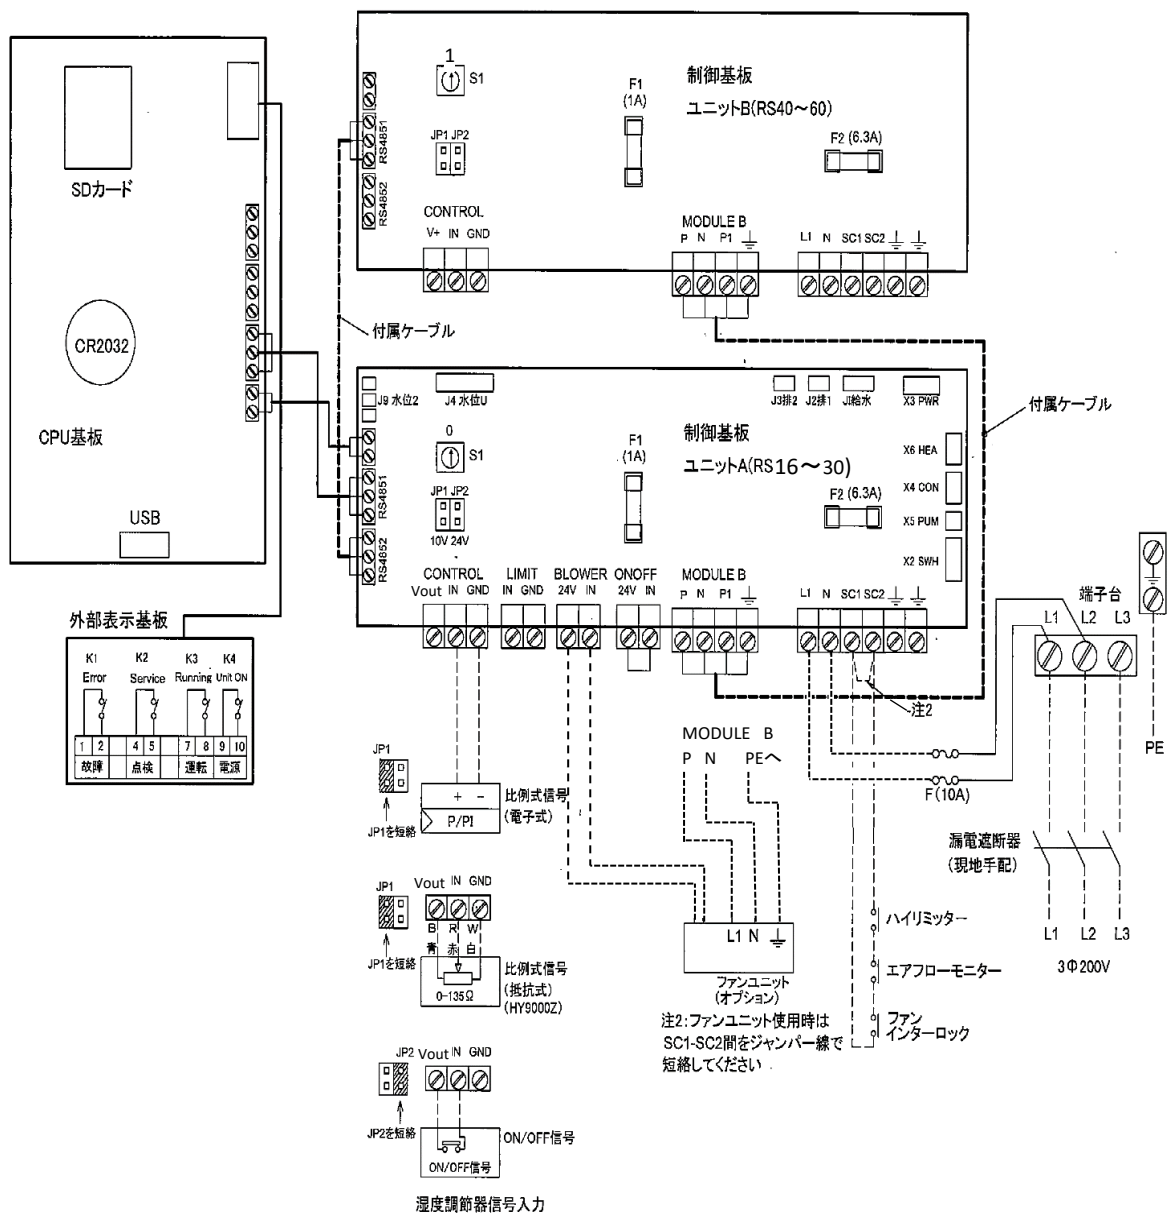 SDカード
CR2032
CPU基板
USB
外部表示基板
K1 K2 K3 K4
Error Service Running Unit ON
1 2 4 5 7 8 9 10
故障 点検 運転 電源
1
S1
JP1 JP2
RS4851
RS4852
CONTROL
V+ IN GND
F1
(1A)
制御基板
ユニットB(RS40～60)
F2 (6.3A)
MODULE B
P N P1
L1 N SC1 SC2
付属ケーブル
付属ケーブル
J9 水位2
J4 水位U
J3排2
J2排1
J1給水
X3 PWR
0
S1
JP1 JP2
10V 24V
RS4851
RS4852
F1
(1A)
制御基板
ユニットA(RS16～30)
F2 (6.3A)
X6 HEA
X4 CON
X5 PUM
X2 SWH
CONTROL
Vout IN GND
LIMIT
IN GND
BLOWER
24V IN
ONOFF
24V IN
MODULE B
P N P1
L1 N SC1 SC2
注2
端子台
L1 L2 L3
PE
F(10A)
漏電遮断器
(現地手配)
L1 L2 L3
3Φ200V
MODULE B
P N PEへ
L1 N
ファンユニット
(オプション)
注2:ファンユニット使用時は
SC1-SC2間をジャンパー線で
短絡してください
ハイリミッター
エアフローモニター
ファン
インターロック
JP1
JP1を短絡
+ -
P/PI
比例式信号
(電子式)
JP1
JP1を短絡
Vout IN GND
B R W
青 赤 白
0-135Ω
比例式信号
(抵抗式)
(HY9000Z)
JP2
JP2を短絡
Vout IN GND
ON/OFF信号
ON/OFF信号
湿度調節器信号入力